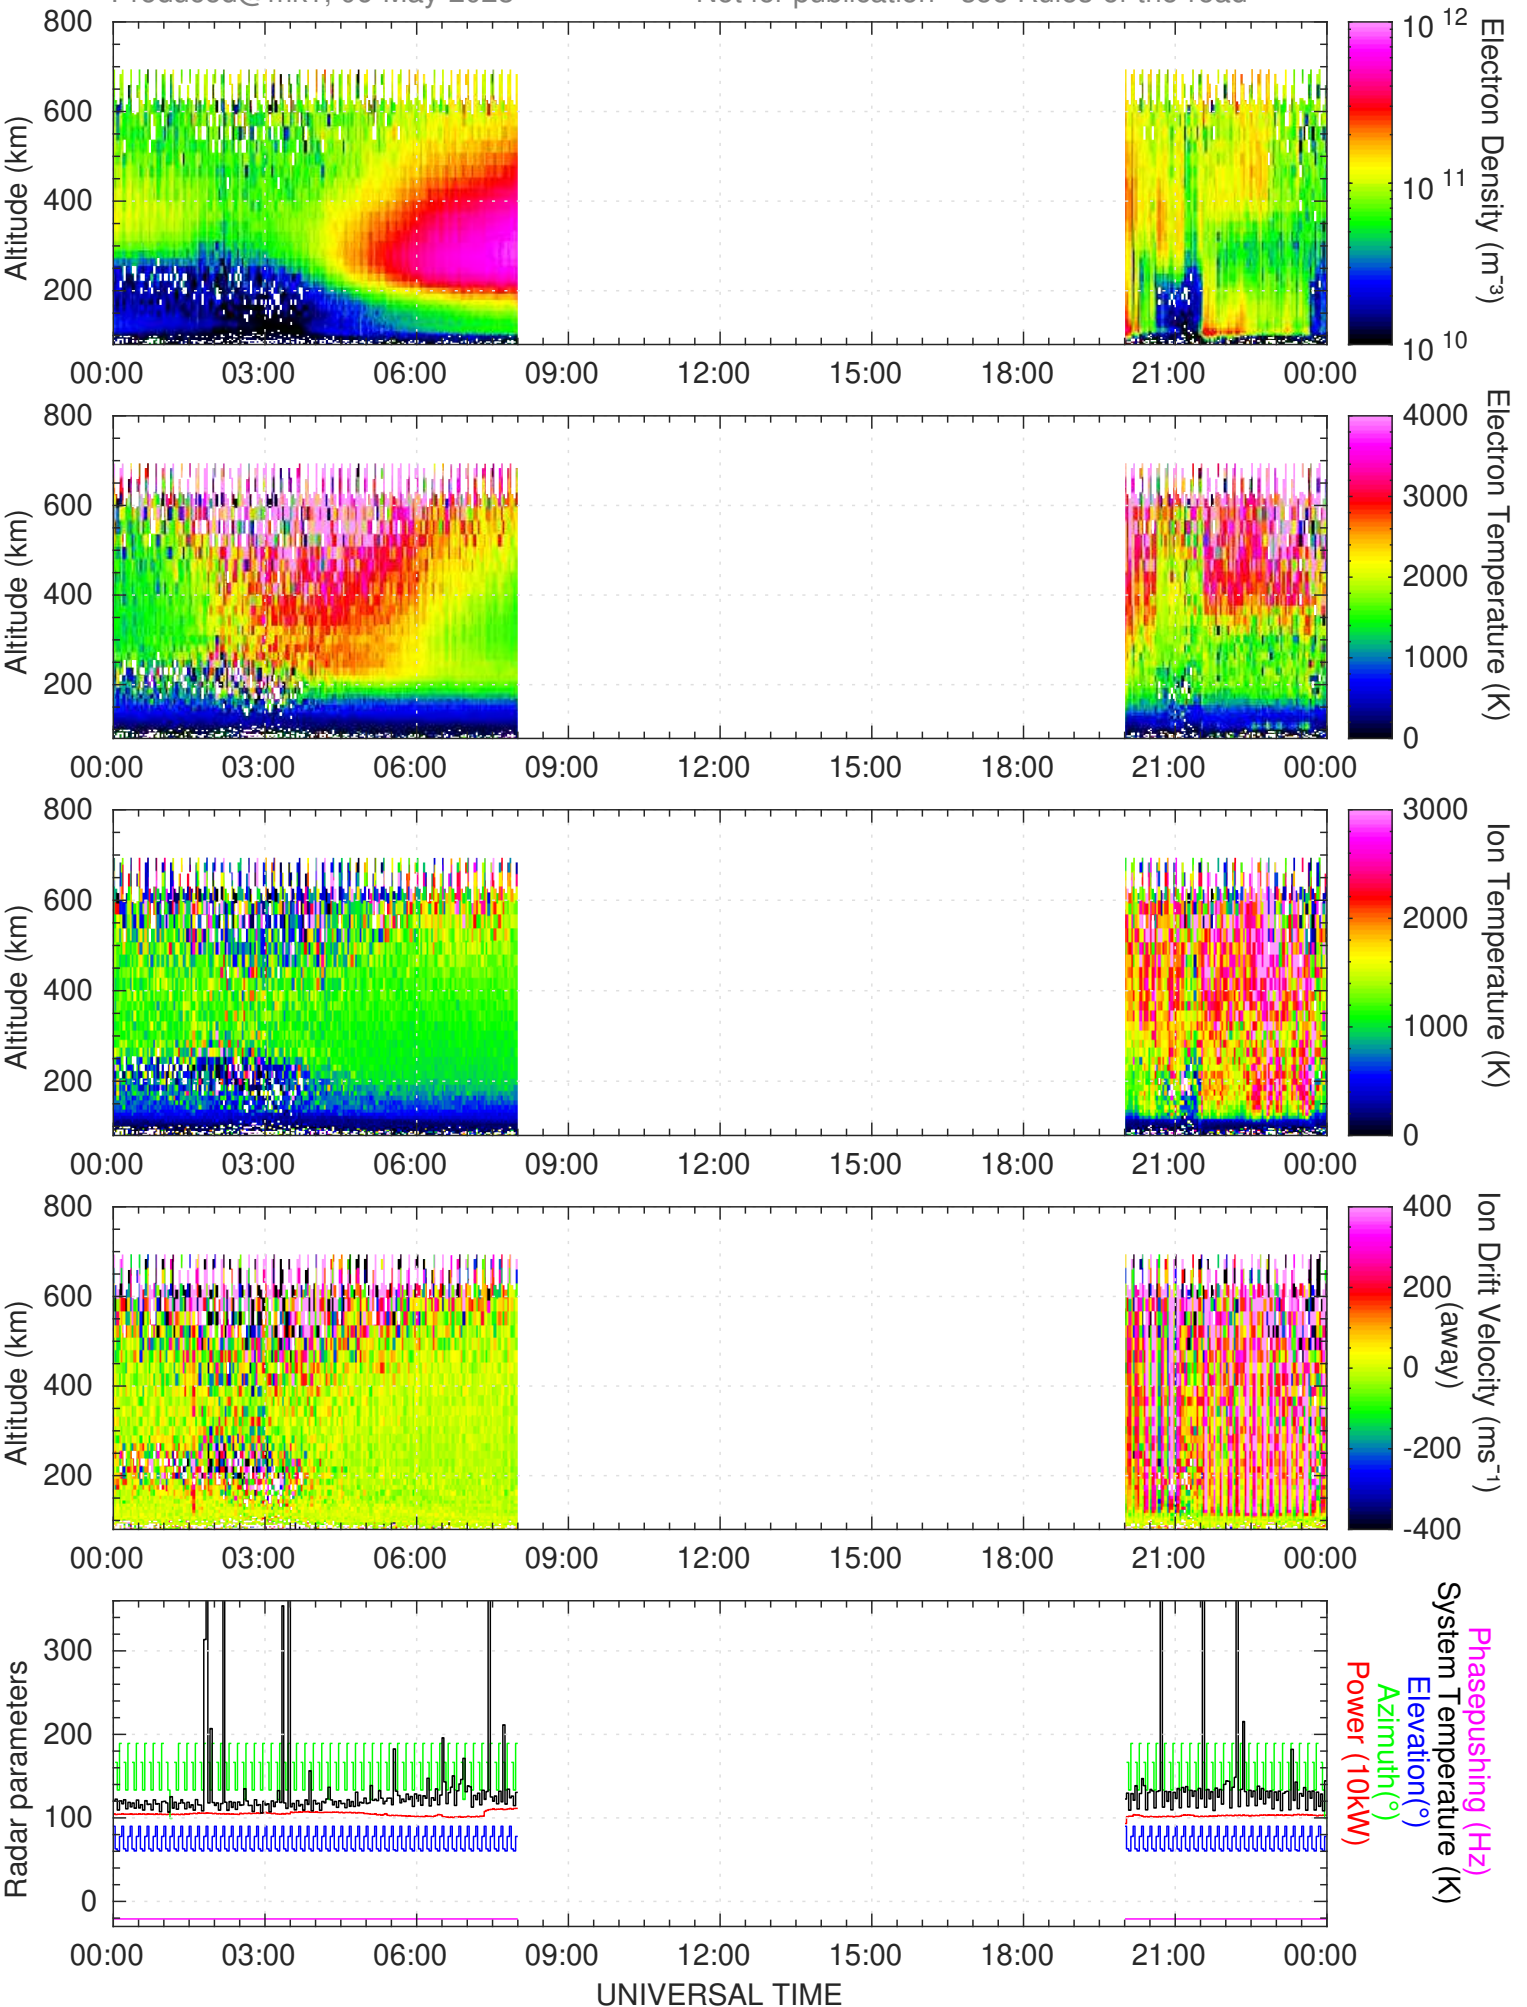 Not for publication - see Rules-of-the-road
800
600
400
200
Altitude (km)
00:00 03:00 06:00 09:00 12:00 15:00 18:00 21:00 00:00
10 12
10 11
10 10
Electron Density (m-3)
800
600
400
200
Altitude (km)
00:00 03:00 06:00 09:00 12:00 15:00 18:00 21:00 00:00
4000
3000
2000
1000
0
Electron Temperature (K)
800
600
400
200
Altitude (km)
00:00 03:00 06:00 09:00 12:00 15:00 18:00 21:00 00:00
3000
2000
1000
0
Ion Temperature (K)
800
600
400
200
Altitude (km)
00:00 03:00 06:00 09:00 12:00 15:00 18:00 21:00 00:00
400
200
0
-200
-400
Ion Drift Velocity (ms-1)
(away)
300
200
100
0
Radar parameters
00:00 03:00 06:00 09:00 12:00 15:00 18:00 21:00 00:00
Phasepushing (Hz)
System Temperature (K)
Elevation(°)
Azimuth(°)
Power (10kW)
UNIVERSAL TIME